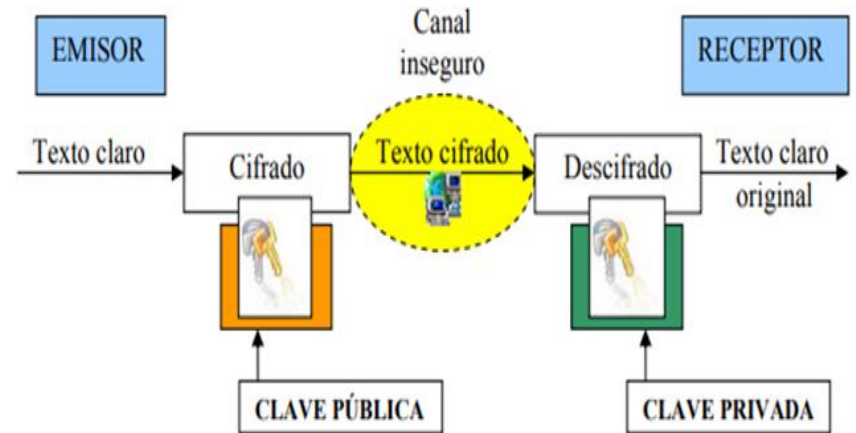 EMISOR
Canal
inseguro
RECEPTOR
Texto claro
Cifrado
Texto cifrado
Descifrado
Texto claro
original
CLAVE PÚBLICA
CLAVE PRIVADA